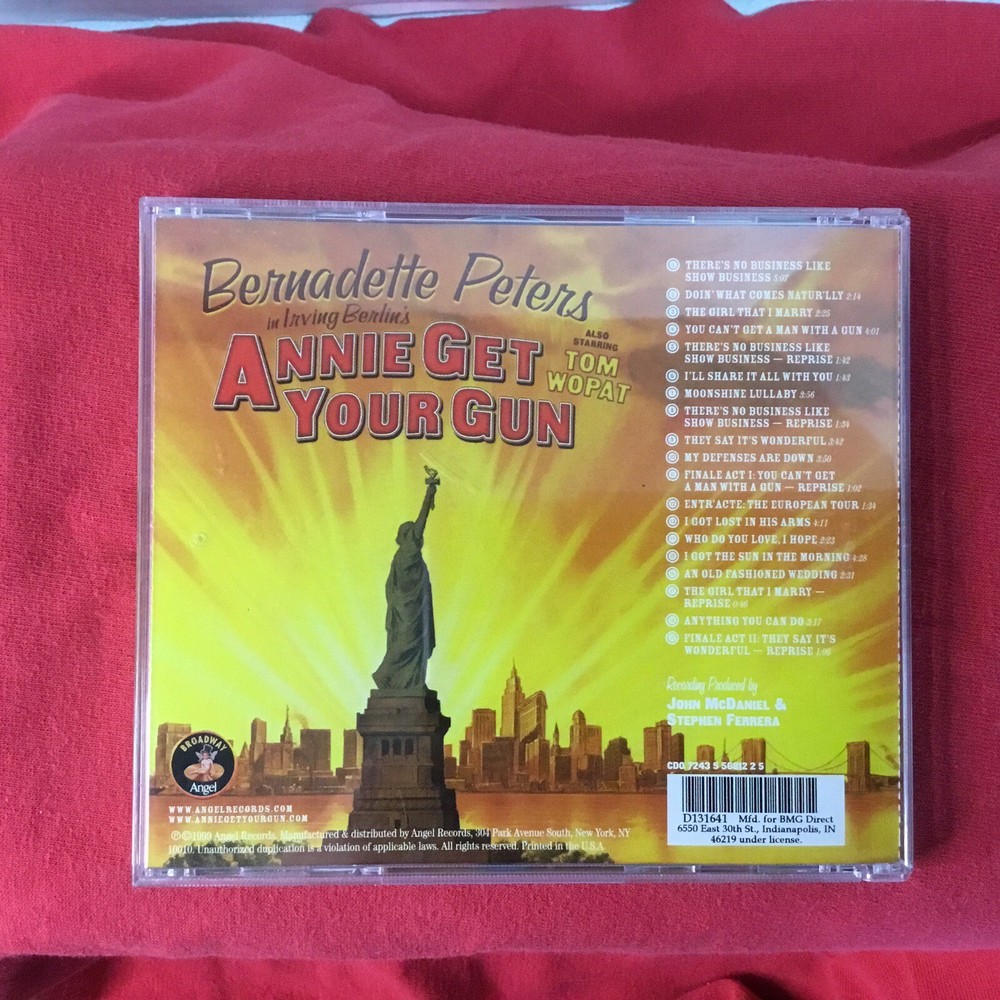 Bernadette Peters
in Irving Berlin's
ANNIE GET
YOUR GUN
ALSO
STARRING
TOM
WOPAT
THERE'S NO BUSINESS LIKE
SHOW BUSINESS 5:07
DOIN' WHAT COMES NATUR'LLY 2:14
THE GIRL THAT I MARRY 2:25
YOU CAN'T GET A MAN WITH A GUN 4:01
THERE'S NO BUSINESS LIKE
SHOW BUSINESS — REPRISE 1:42
I'LL SHARE IT ALL WITH YOU 1:43
MOONSHINE LULLABY 3:56
THERE'S NO BUSINESS LIKE
SHOW BUSINESS — REPRISE 1:34
THEY SAY IT'S WONDERFUL 3:42
MY DEFENSES ARE DOWN 3:50
FINALE ACT I: YOU CAN'T GET
A MAN WITH A GUN — REPRISE 1:02
ENTR'ACTE: THE EUROPEAN TOUR 1:34
I GOT LOST IN HIS ARMS 4:11
WHO DO YOU LOVE, I HOPE 2:23
I GOT THE SUN IN THE MORNING 4:28
AN OLD FASHIONED WEDDING 2:31
THE GIRL THAT I MARRY —
REPRISE 0:46
ANYTHING YOU CAN DO 3:17
FINALE ACT II: THEY SAY IT'S
WONDERFUL — REPRISE
Recording Produced by
JOHN MCDANIEL &
STEPHEN FERRERA
BROADWAY
Angel
WWW.ANGELRECORDS.COM
WWW.ANNIEGETYOURGUN.COM
℗©1999 Angel Records. Manufactured & distributed by Angel Records, 304 Park Avenue South, New York, NY
10010. Unauthorized duplication is a violation of applicable laws. All rights reserved. Printed in the U.S.A
CDQ 7243 5 56812 2 5
D131641 Mfd. for BMG Direct
6550 East 30th St., Indianapolis, IN
46219 under license.